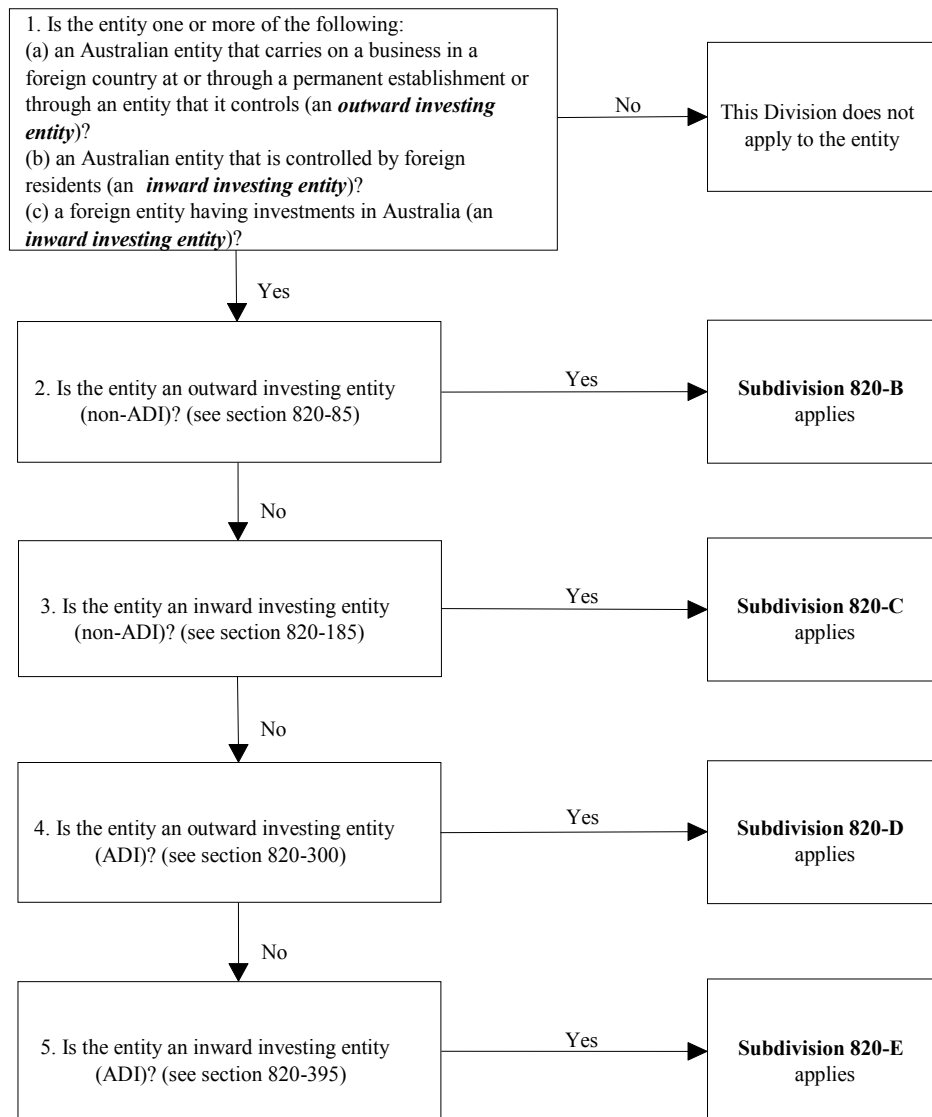 1. Is the entity one or more of the following:
(a) an Australian entity that carries on a business in a
foreign country at or through a permanent establishment or
through an entity that it controls (an outward investing
entity)?
(b) an Australian entity that is controlled by foreign
residents (an inward investing entity)?
(c) a foreign entity having investments in Australia (an
inward investing entity)?
No
This Division does not
apply to the entity
Yes
2. Is the entity an outward investing entity
(non-ADI)? (see section 820-85)
Yes
Subdivision 820-B
applies
No
3. Is the entity an inward investing entity
(non-ADI)? (see section 820-185)
Yes
Subdivision 820-C
applies
No
4. Is the entity an outward investing entity
(ADI)? (see section 820-300)
Yes
Subdivision 820-D
applies
No
5. Is the entity an inward investing entity
(ADI)? (see section 820-395)
Yes
Subdivision 820-E
applies